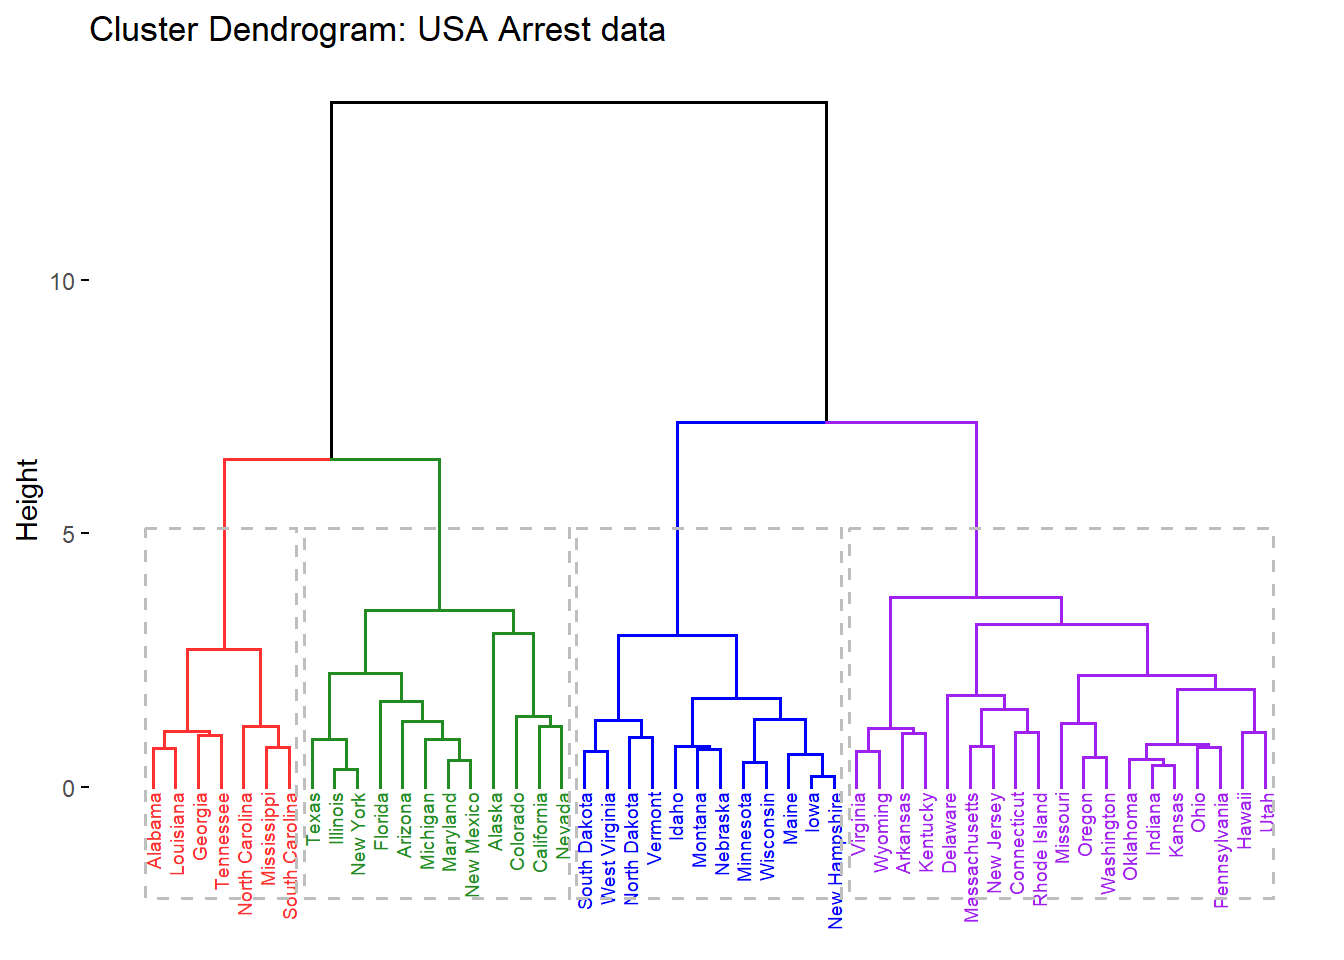 Cluster Dendrogram: USA Arrest data
Height
10
5
0
Alabama
Louisiana
Georgia
Tennessee
North Carolina
Mississippi
South Carolina
Texas
Illinois
New York
Florida
Arizona
Michigan
Maryland
New Mexico
Alaska
Colorado
California
Nevada
South Dakota
West Virginia
North Dakota
Vermont
Idaho
Montana
Nebraska
Minnesota
Wisconsin
Maine
Iowa
New Hampshire
Virginia
Wyoming
Arkansas
Kentucky
Delaware
Massachusetts
New Jersey
Connecticut
Rhode Island
Missouri
Oregon
Washington
Oklahoma
Indiana
Kansas
Ohio
Pennsylvania
Hawaii
Utah